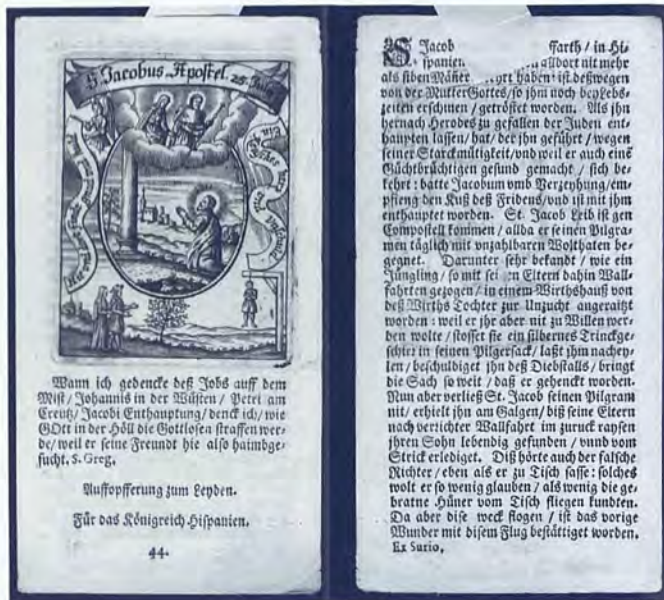 S. Jacobus Apostel. 25. July
Wann ich gedencke deß Jobs auff dem
Mist / Johannis in der Wüsten / Petri am
Creutz / Jacobi Enthauptung / denck ich / wie
GOtt in der Höll die Gottlosen straffen wer-
de / weil er seine Freundt hie also haimbge-
sucht. S. Greg.
Auffopfferung zum Leyden.
Für das Königreich Hispanien.
44.
S. Jacob farth / in Hi-
spanien alldort nit mehr
als siben Mäñer haben / ist deßwegen
von der Mutter Gottes / so jhm noch bey Lebs-
zeiten erschinen / getröstet worden. Als jhn
hernach Herodes zu gefallen der Juden ent-
haupten lassen / hat / der jhn geführt / wegen
seiner Starckmütigkeit / und weil er auch einē
Gichtbrüchtigen gesund gemacht / sich be-
kehrt : batte Jacobum umb Verzeyhung / em-
pfieng den Kuß deß Fridens / und ist mit jhm
enthauptet worden. St. Jacob Leib ist gen
Compostell kommen / allda er seinen Pilgra-
men täglich mit unzahlbaren Wolthaten be-
gegnet. Darunter sehr bekandt / wie ein
Jüngling / so mit sei en Eltern dahin Wall-
fahrten gezogen / in einem Wirthshauß von
deß Wirths Tochter zur Unzucht angeraitzt
worden : weil er jhr aber nit zu Willen wer-
den wolte / stosset sie ein silbernes Trinckge-
schirr in seinen Pilgersack / laßt jhm nachey-
len / beschuldiget jhn deß Diebstalls / bringt
die Sach so weit / daß er gehenckt worden.
Nun aber verließ St. Jacob seinen Pilgram
nit / erhielt jhn am Galgen / biß seine Eltern
nach verrichter Wallfahrt im zuruck raysen
jhren Sohn lebendig gefunden / unnd vom
Strick erlediget. Diß hörte auch der falsche
Richter / eben als er zu Tisch sasse : solches
wolt er so wenig glauben / als wenig die ge-
bratne Hüner vom Tisch fliegen kundten.
Da aber dise weck flogen / ist das vorige
Wunder mit disem Flug bestättiget worden.
Ex Surio.